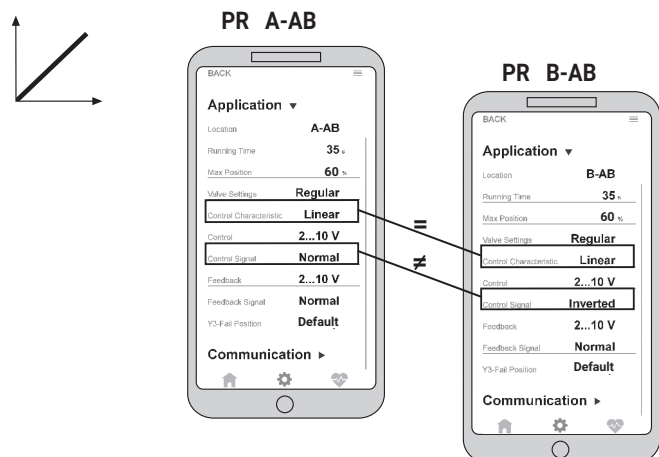 PR A-AB
BACK
Application ▼
Location A-AB
Running Time 35 s
Max Position 60 %
Valve Settings Regular
Control Characteristic Linear
Control 2...10 V
Control Signal Normal
Feedback 2...10 V
Feedback Signal Normal
Y3-Fail Position Default
Communication ►
=
≠
PR B-AB
BACK
Application ▼
Location B-AB
Running Time 35 s
Max Position 60 %
Valve Settings Regular
Control Characteristic Linear
Control 2...10 V
Control Signal Inverted
Feedback 2...10 V
Feedback Signal Normal
Y3-Fail Position Default
Communication ►